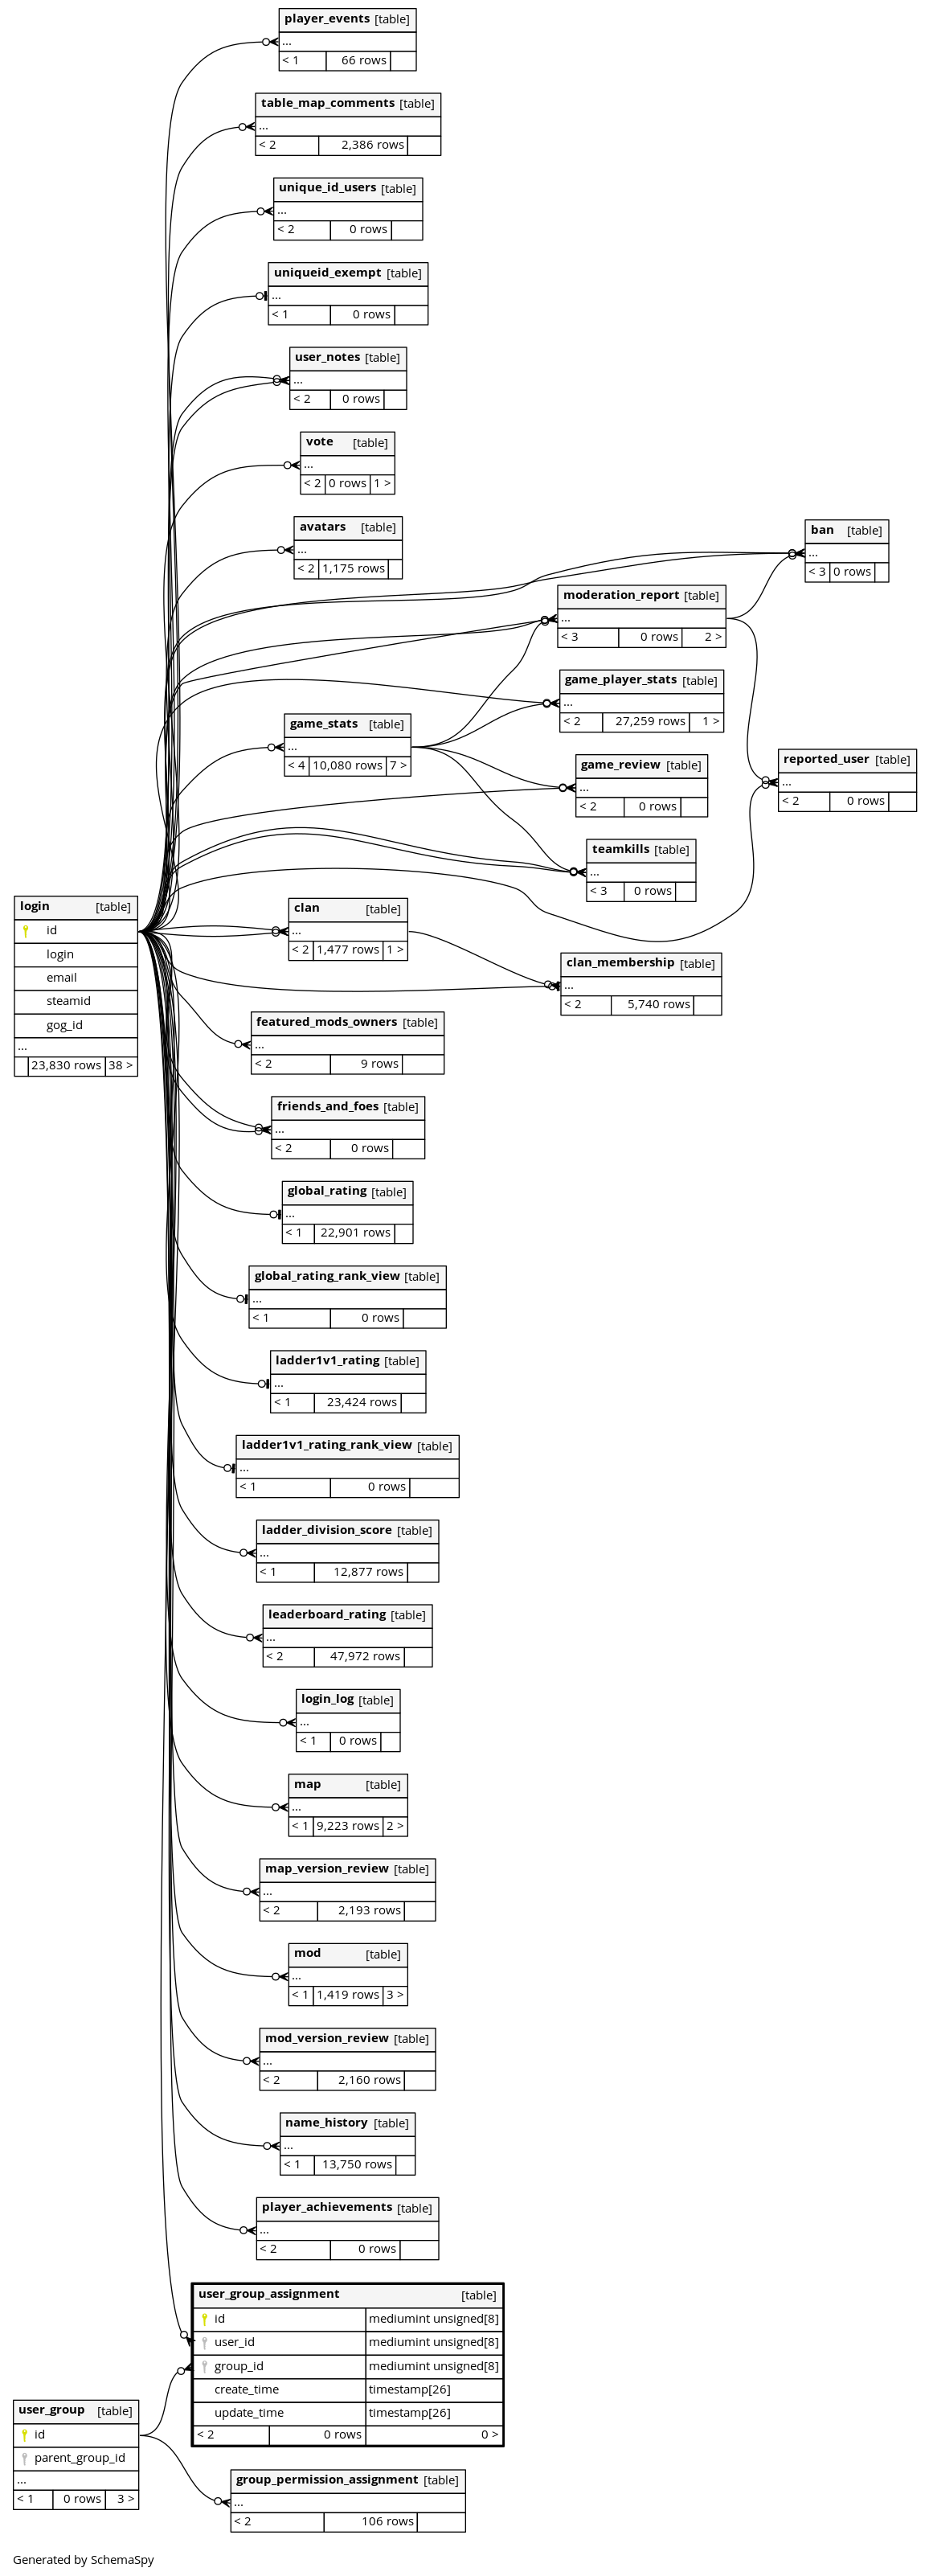 player_events [table]
...
< 1 66 rows
table_map_comments [table]
...
< 2 2,386 rows
unique_id_users [table]
...
< 2 0 rows
uniqueid_exempt [table]
...
< 1 0 rows
user_notes [table]
...
< 2 0 rows
vote [table]
...
< 2 0 rows 1 >
avatars [table]
...
< 2 1,175 rows
ban [table]
...
< 3 0 rows
moderation_report [table]
...
< 3 0 rows 2 >
game_player_stats [table]
...
< 2 27,259 rows 1 >
game_stats [table]
...
< 4 10,080 rows 7 >
game_review [table]
...
< 2 0 rows
reported_user [table]
...
< 2 0 rows
teamkills [table]
...
< 3 0 rows
login [table]
id
login
email
steamid
gog_id
...
23,830 rows 38 >
clan [table]
...
< 2 1,477 rows 1 >
clan_membership [table]
...
< 2 5,740 rows
featured_mods_owners [table]
...
< 2 9 rows
friends_and_foes [table]
...
< 2 0 rows
global_rating [table]
...
< 1 22,901 rows
global_rating_rank_view [table]
...
< 1 0 rows
ladder1v1_rating [table]
...
< 1 23,424 rows
ladder1v1_rating_rank_view [table]
...
< 1 0 rows
ladder_division_score [table]
...
< 1 12,877 rows
leaderboard_rating [table]
...
< 2 47,972 rows
login_log [table]
...
< 1 0 rows
map [table]
...
< 1 9,223 rows 2 >
map_version_review [table]
...
< 2 2,193 rows
mod [table]
...
< 1 1,419 rows 3 >
mod_version_review [table]
...
< 2 2,160 rows
name_history [table]
...
< 1 13,750 rows
player_achievements [table]
...
< 2 0 rows
user_group_assignment [table]
id mediumint unsigned[8]
user_id mediumint unsigned[8]
group_id mediumint unsigned[8]
create_time timestamp[26]
update_time timestamp[26]
< 2 0 rows 0 >
user_group [table]
id
parent_group_id
...
< 1 0 rows 3 >
group_permission_assignment [table]
...
< 2 106 rows
Generated by SchemaSpy